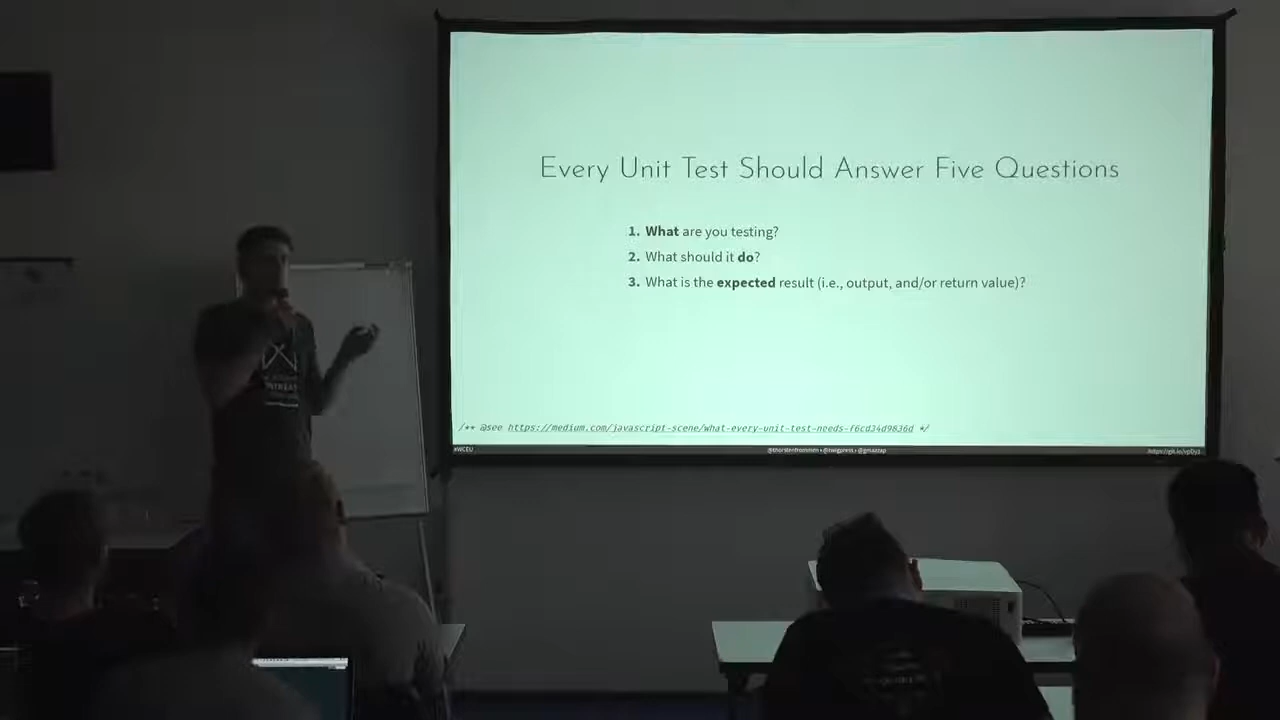 Every Unit Test Should Answer Five Questions
1. What are you testing?
2. What should it do?
3. What is the expected result (i.e., output, and/or return value)?
/** @see https://medium.com/javascript-scene/what-every-unit-test-needs-f6cd34d9836d */
#WCEU